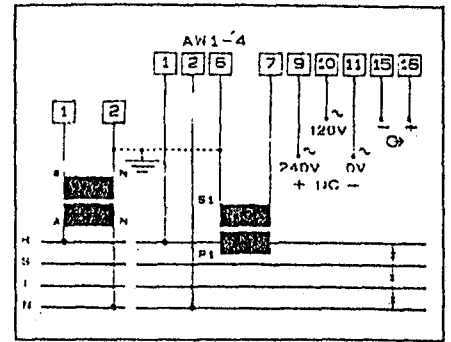 AW1-4
1 2 6 7 9 10 11 15 16
1 2
120V
- +
240V 0V
+ DC -
N
A N
S1
P1
R
S
T
N